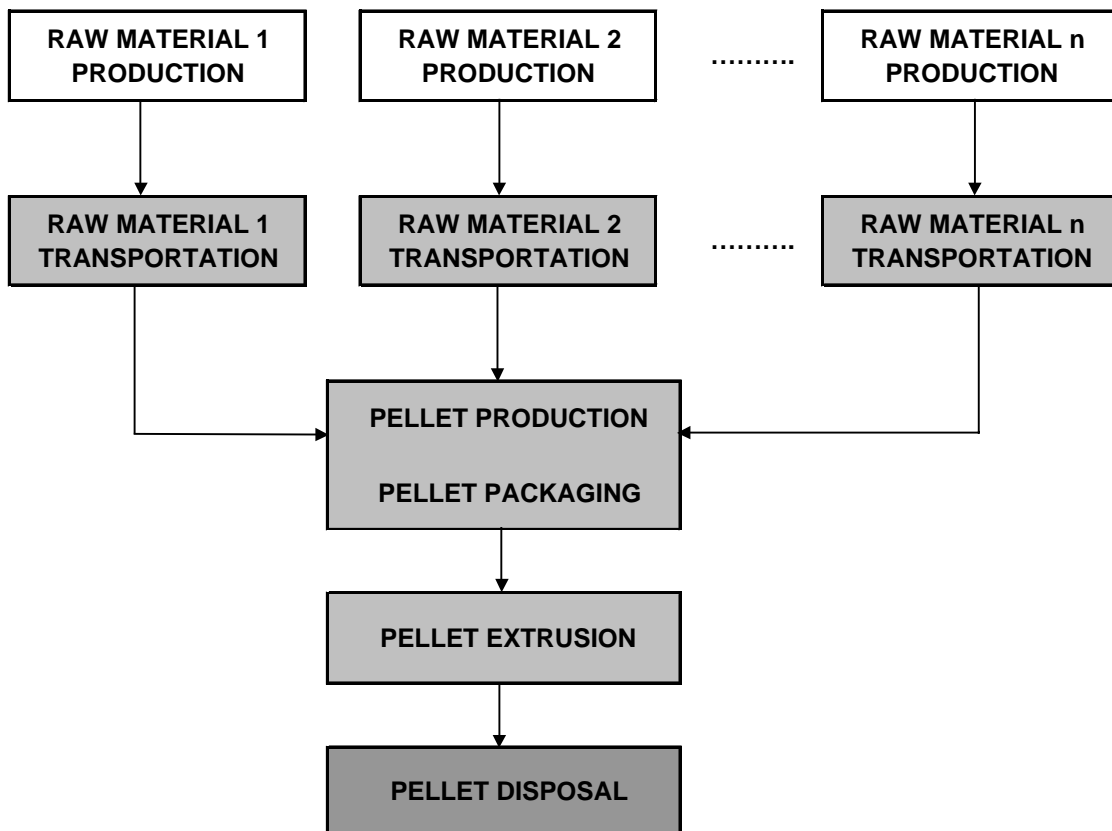 RAW MATERIAL 1
PRODUCTION
RAW MATERIAL 2
PRODUCTION
……….
RAW MATERIAL n
PRODUCTION
RAW MATERIAL 1
TRANSPORTATION
RAW MATERIAL 2
TRANSPORTATION
……….
RAW MATERIAL n
TRANSPORTATION
PELLET PRODUCTION
PELLET PACKAGING
PELLET EXTRUSION
PELLET DISPOSAL